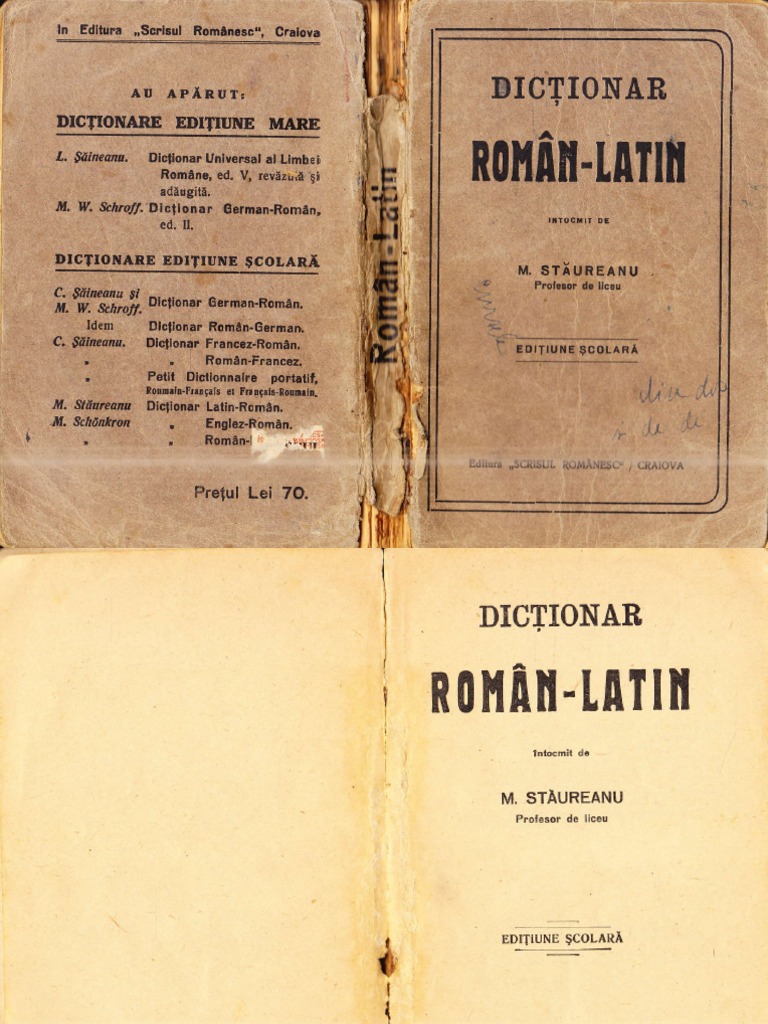 In Editura „Scrisul Românesc“, Craiova
AU APĂRUT:
DICȚIONARE EDIȚIUNE MARE
L. Șăineanu. Dicționar Universal al Limbei
Române, ed. V, revăzută și
adăugită.
M. W. Schroff. Dicționar German-Român,
ed. II.
DICȚIONARE EDIȚIUNE ȘCOLARĂ
C. Șăineanu și
M. W. Schroff. Dicționar German-Român.
Idem Dicționar Român-German.
C. Șăineanu. Dicționar Francez-Român.
„ „ Român-Francez.
„ Petit Dictionnaire portatif,
Roumain-Français et Français-Roumain.
M. Stăureanu Dicționar Latin-Român.
M. Schönkron „ Englez-Român.
„ „ Român-
Prețul Lei 70.
Român-Latin
DICȚIONAR
ROMÂN-LATIN
INTOCMIT DE
M. STĂUREANU
Profesor de liceu
EDIȚIUNE ȘCOLARĂ
Editura „SCRISUL ROMÂNESC“ / CRAIOVA
DICȚIONAR
ROMÂN-LATIN
întocmit de
M. STĂUREANU
Profesor de liceu
EDIȚIUNE ȘCOLARĂ